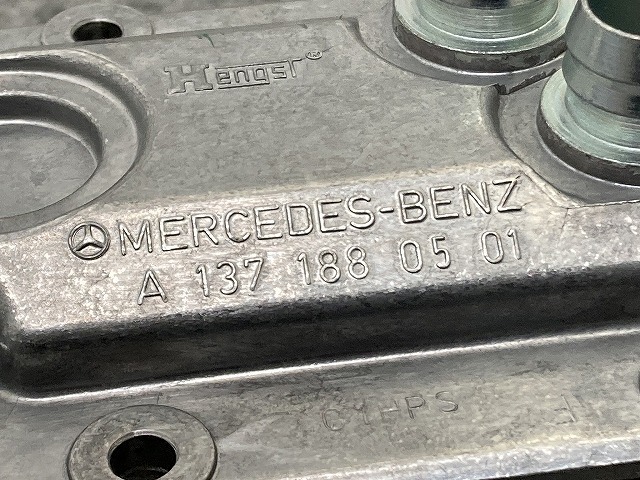 Hengst®
MERCEDES-BENZ
A 137 188 05 01